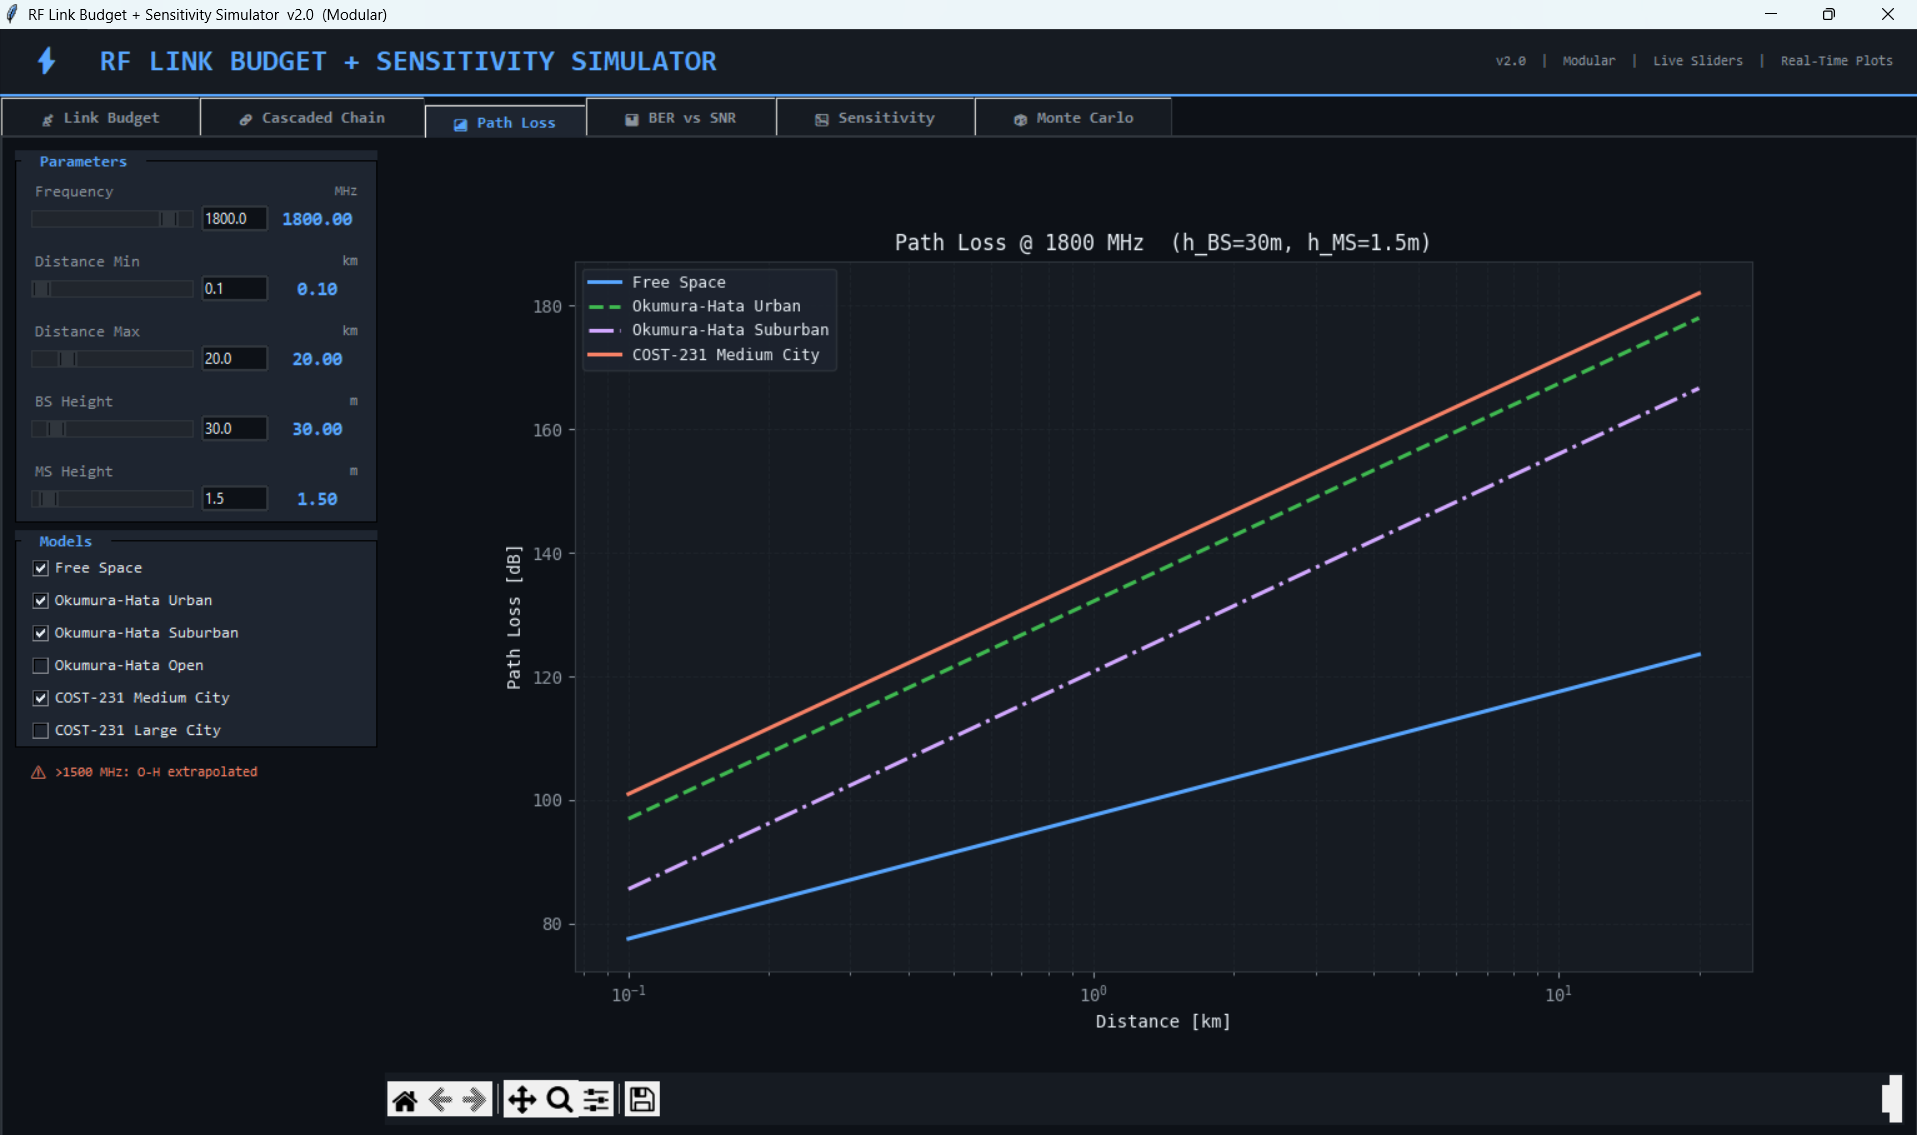 RF Link Budget + Sensitivity Simulator v2.0 (Modular)
RF LINK BUDGET + SENSITIVITY SIMULATOR
v2.0 | Modular | Live Sliders | Real-Time Plots
Link Budget
Cascaded Chain
Path Loss
BER vs SNR
Sensitivity
Monte Carlo
Parameters
Frequency MHz
1800.0 1800.00
Distance Min km
0.1 0.10
Distance Max km
20.0 20.00
BS Height m
30.0 30.00
MS Height m
1.5 1.50
Models
Free Space
Okumura-Hata Urban
Okumura-Hata Suburban
Okumura-Hata Open
COST-231 Medium City
COST-231 Large City
⚠ >1500 MHz: O-H extrapolated
Path Loss @ 1800 MHz (h_BS=30m, h_MS=1.5m)
Free Space
Okumura-Hata Urban
Okumura-Hata Suburban
COST-231 Medium City
Path Loss [dB]
180
160
140
120
100
80
10⁻¹ 10⁰ 10¹
Distance [km]